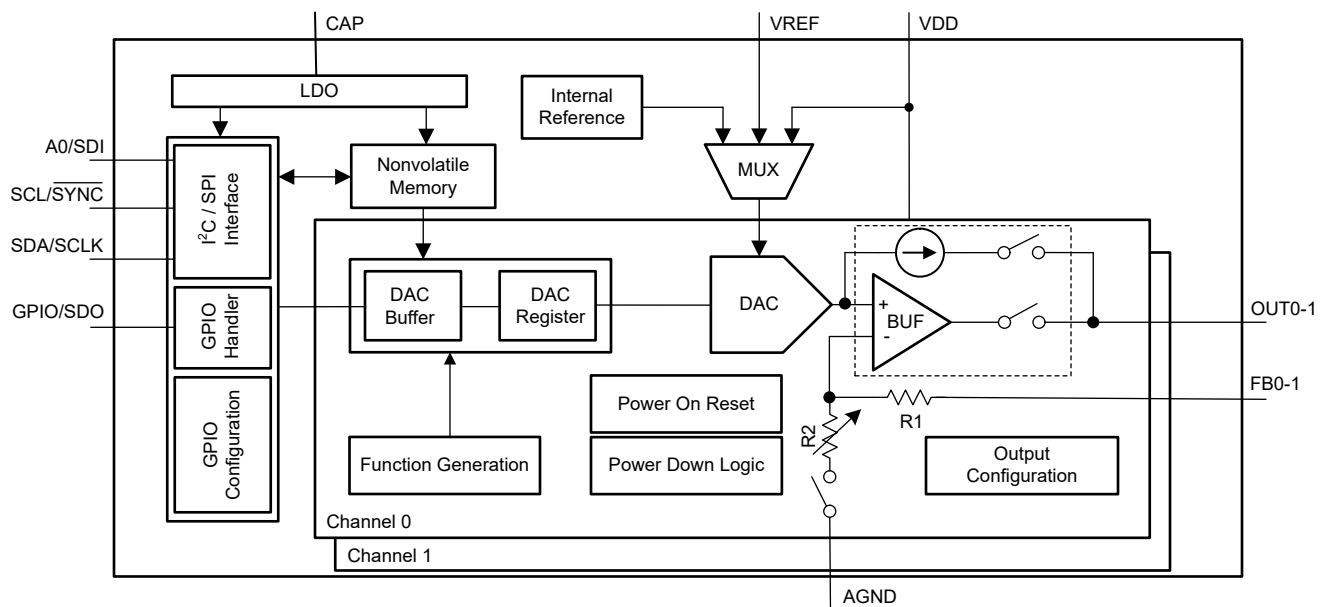 CAP
VREF
VDD
LDO
Internal
Reference
A0/SDI
SCL/SYNC
SDA/SCLK
GPIO/SDO
I²C / SPI
Interface
GPIO
Handler
GPIO
Configuration
Nonvolatile
Memory
MUX
DAC
Buffer
DAC
Register
DAC
+
BUF
-
OUT0-1
FB0-1
R1
R2
Function Generation
Power On Reset
Power Down Logic
Output
Configuration
Channel 0
Channel 1
AGND